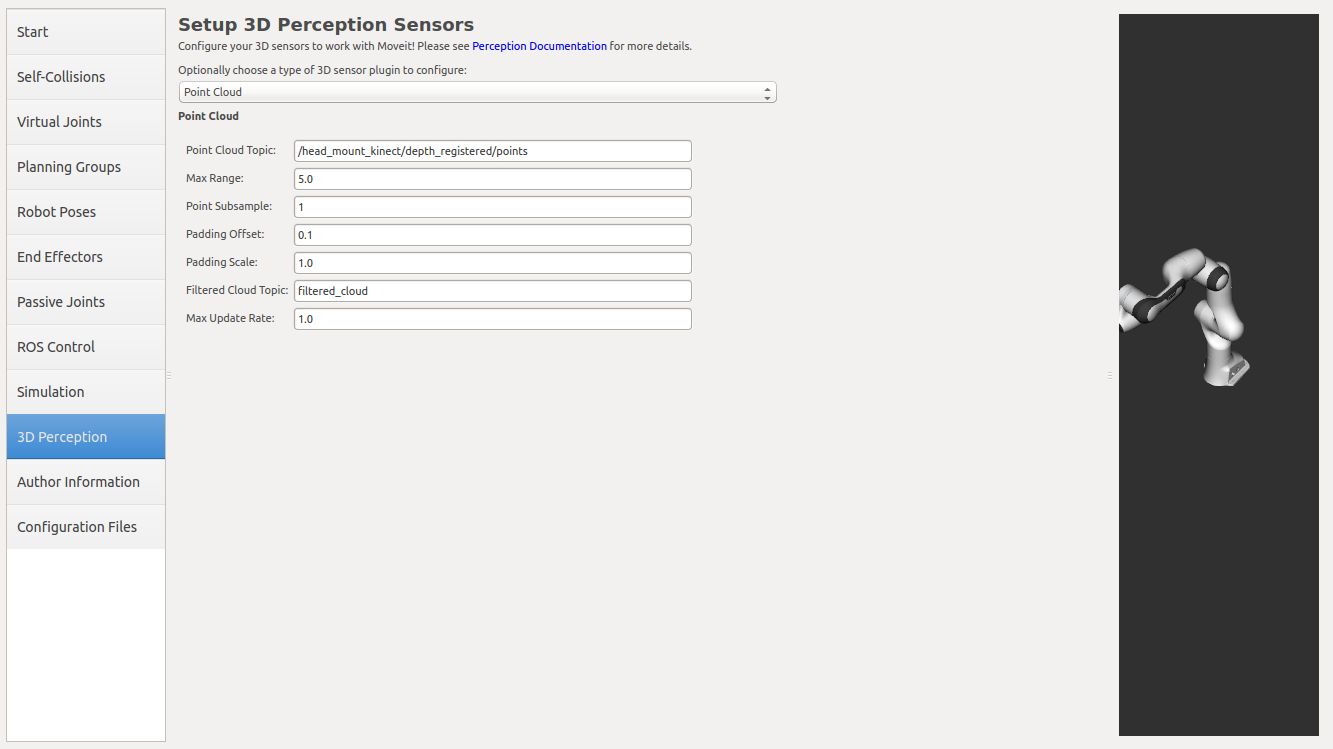 Start
Self-Collisions
Virtual Joints
Planning Groups
Robot Poses
End Effectors
Passive Joints
ROS Control
Simulation
3D Perception
Author Information
Configuration Files
Setup 3D Perception Sensors
Configure your 3D sensors to work with Moveit! Please see Perception Documentation for more details.
Optionally choose a type of 3D sensor plugin to configure:
Point Cloud
Point Cloud
Point Cloud Topic: /head_mount_kinect/depth_registered/points
Max Range: 5.0
Point Subsample: 1
Padding Offset: 0.1
Padding Scale: 1.0
Filtered Cloud Topic: filtered_cloud
Max Update Rate: 1.0